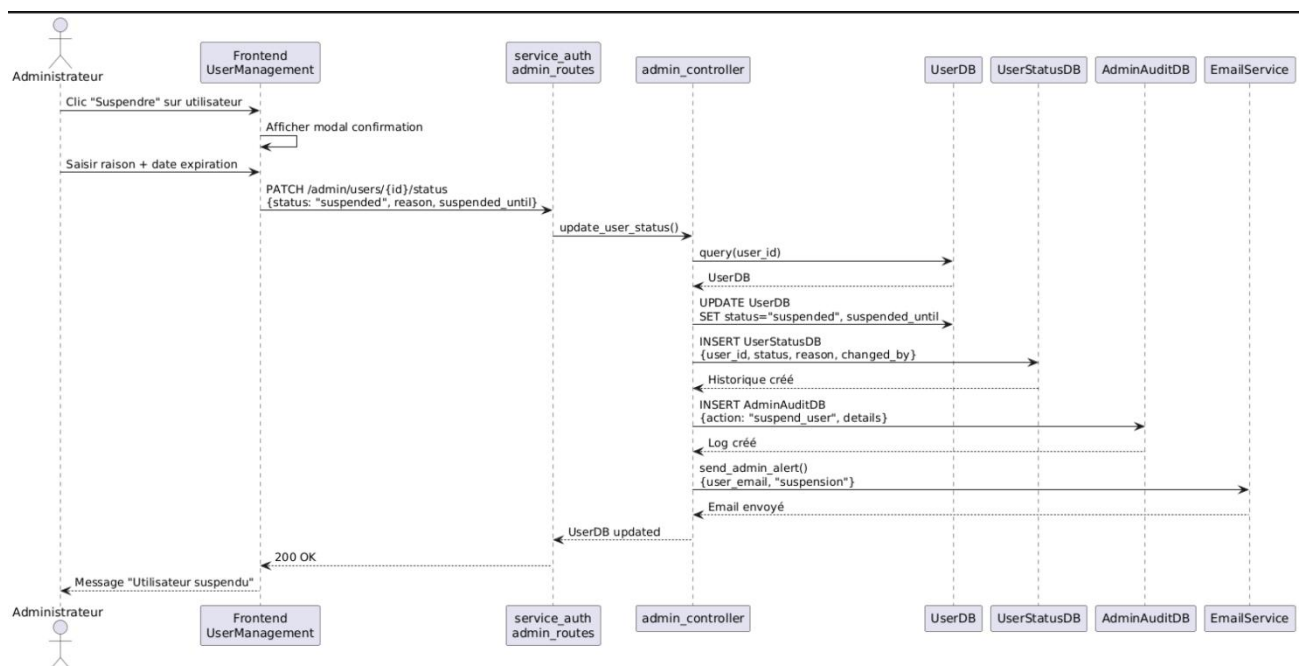 Administrateur
Frontend
UserManagement
service_auth
admin_routes
admin_controller
UserDB
UserStatusDB
AdminAuditDB
EmailService
Clic "Suspendre" sur utilisateur
Afficher modal confirmation
Saisir raison + date expiration
PATCH /admin/users/{id}/status
{status: "suspended", reason, suspended_until}
update_user_status()
query(user_id)
UserDB
UPDATE UserDB
SET status="suspended", suspended_until
INSERT UserStatusDB
{user_id, status, reason, changed_by}
Historique créé
INSERT AdminAuditDB
{action: "suspend_user", details}
Log créé
send_admin_alert()
{user_email, "suspension"}
Email envoyé
UserDB updated
200 OK
Message "Utilisateur suspendu"
Administrateur
Frontend
UserManagement
service_auth
admin_routes
admin_controller
UserDB
UserStatusDB
AdminAuditDB
EmailService